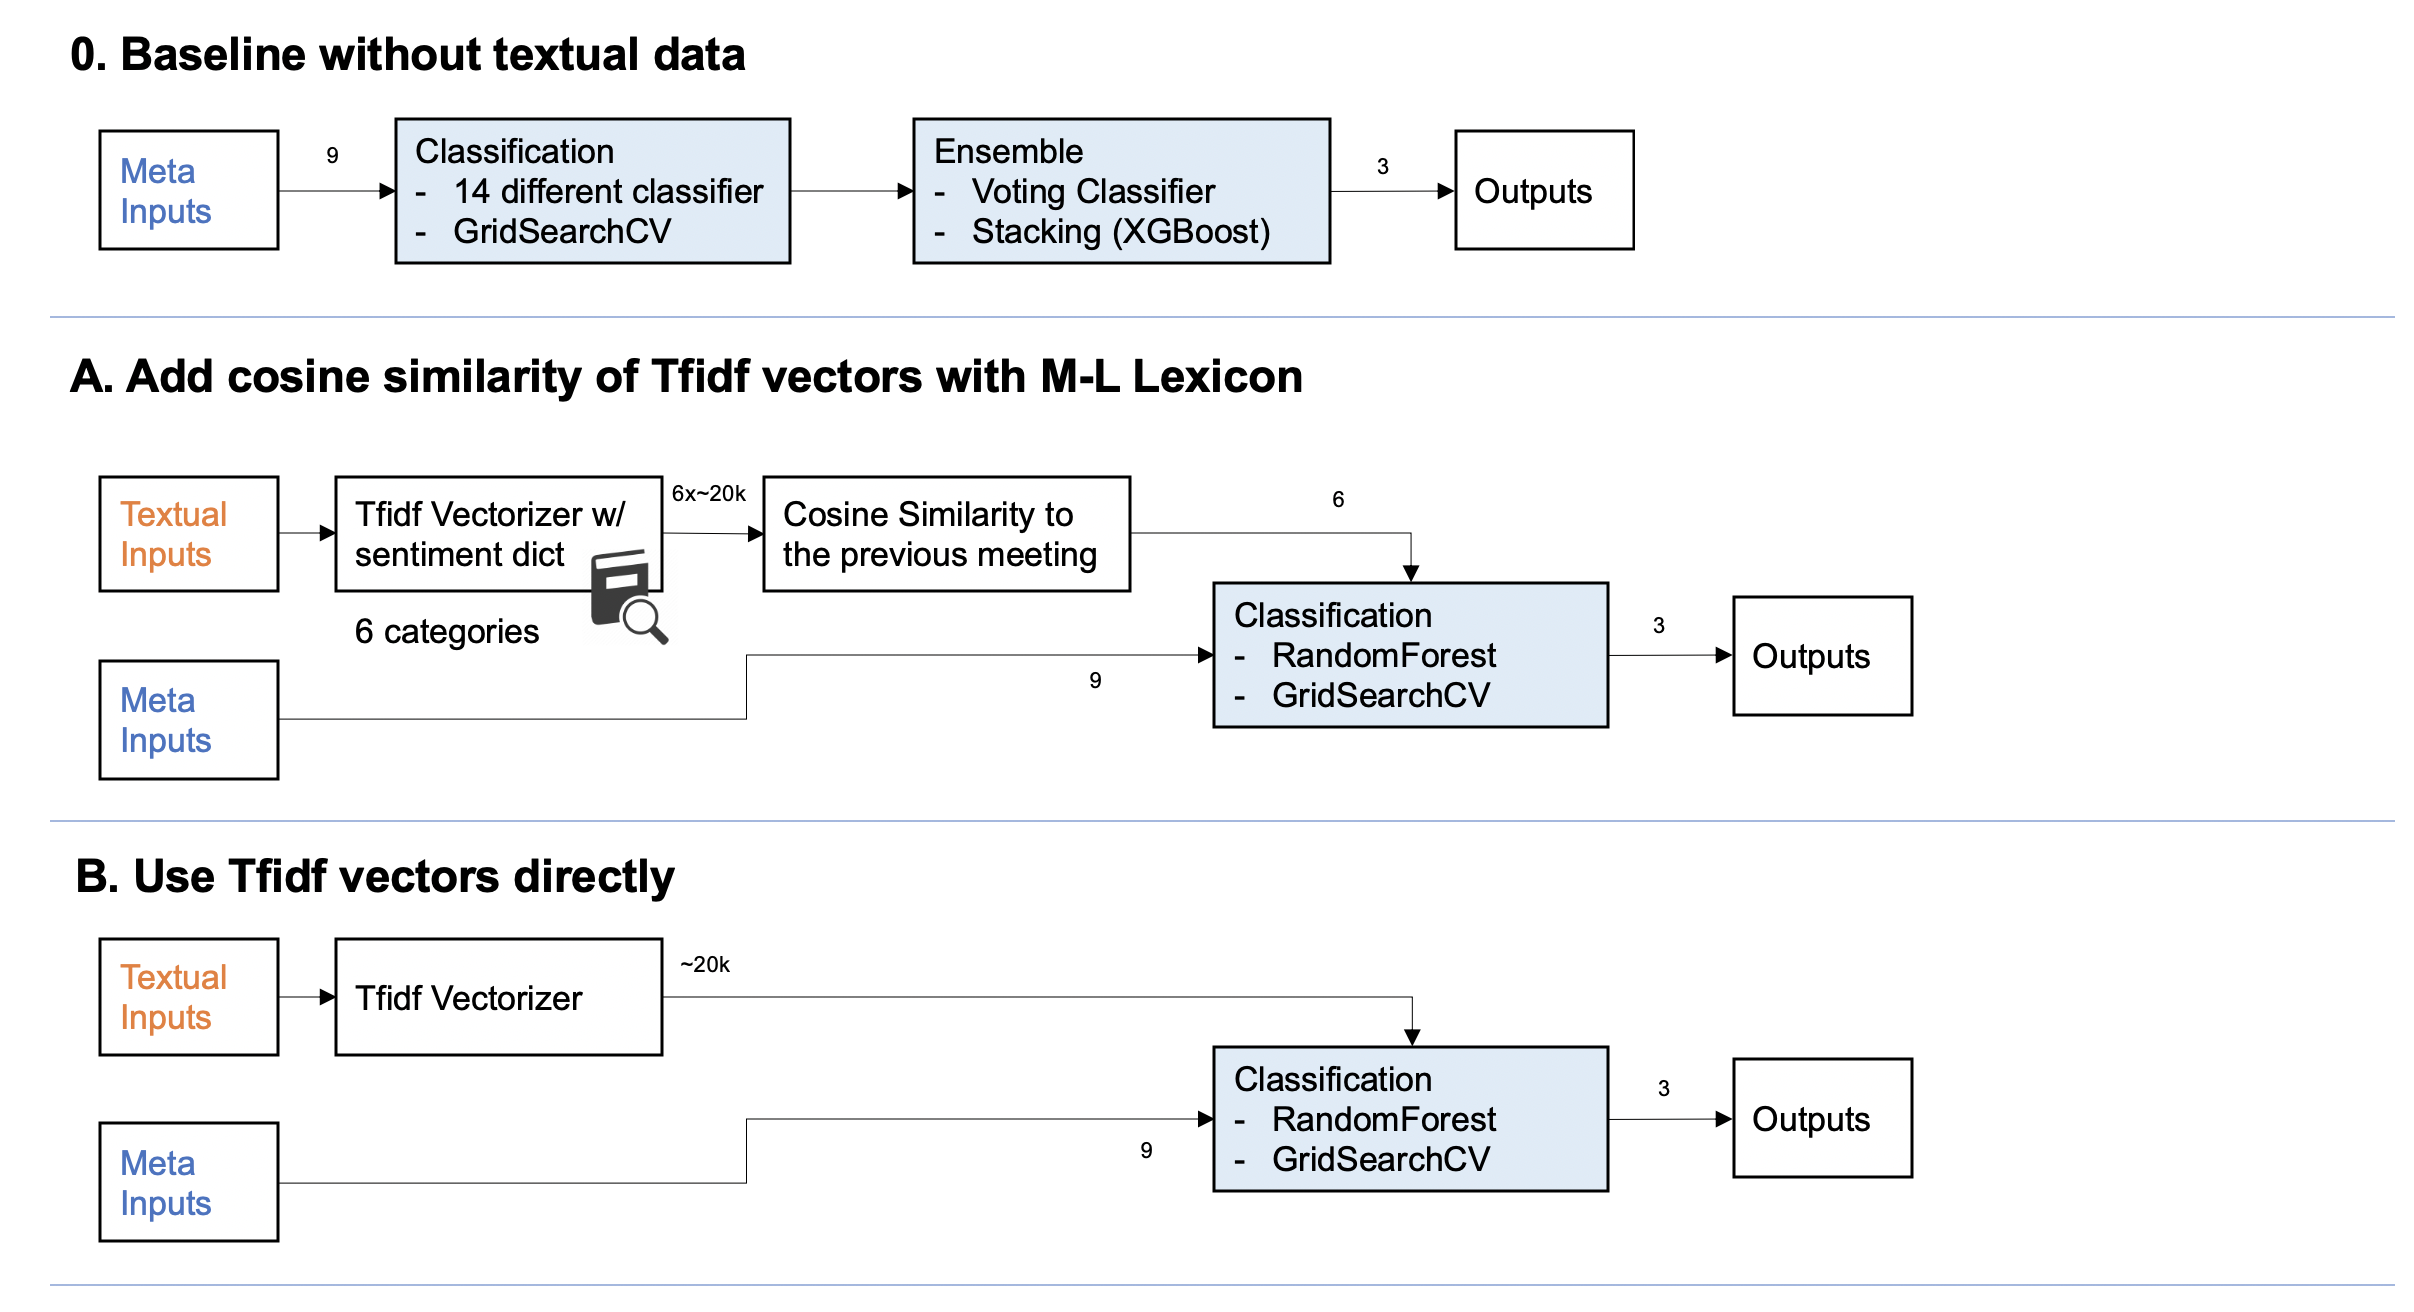 0. Baseline without textual data
Meta
Inputs
9
Classification
- 14 different classifier
- GridSearchCV
Ensemble
- Voting Classifier
- Stacking (XGBoost)
3
Outputs
A. Add cosine similarity of Tfidf vectors with M-L Lexicon
Textual
Inputs
Tfidf Vectorizer w/
sentiment dict
6 categories
6x~20k
Cosine Similarity to
the previous meeting
6
Meta
Inputs
9
Classification
- RandomForest
- GridSearchCV
3
Outputs
B. Use Tfidf vectors directly
Textual
Inputs
Tfidf Vectorizer
~20k
Meta
Inputs
9
Classification
- RandomForest
- GridSearchCV
3
Outputs